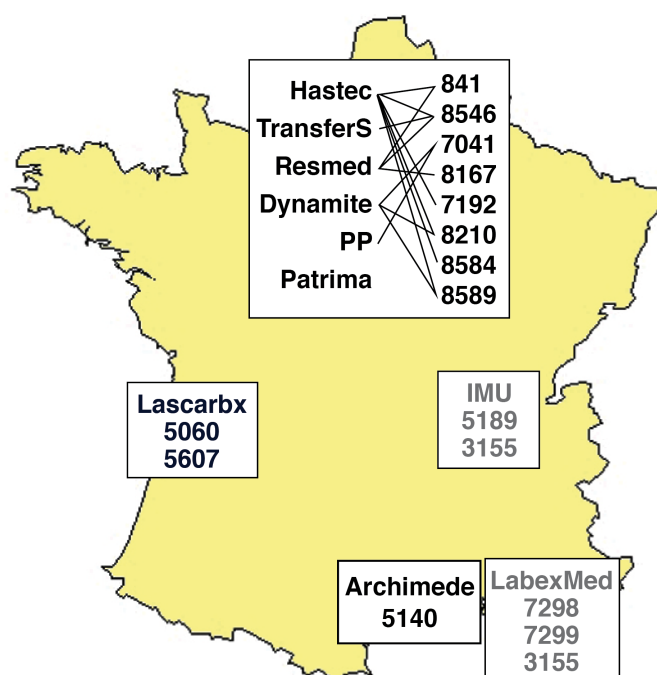 Hastec
TransferS
Resmed
Dynamite
PP
Patrima
841
8546
7041
8167
7192
8210
8584
8589
Lascarbx
5060
5607
IMU
5189
3155
Archimede
5140
LabexMed
7298
7299
3155